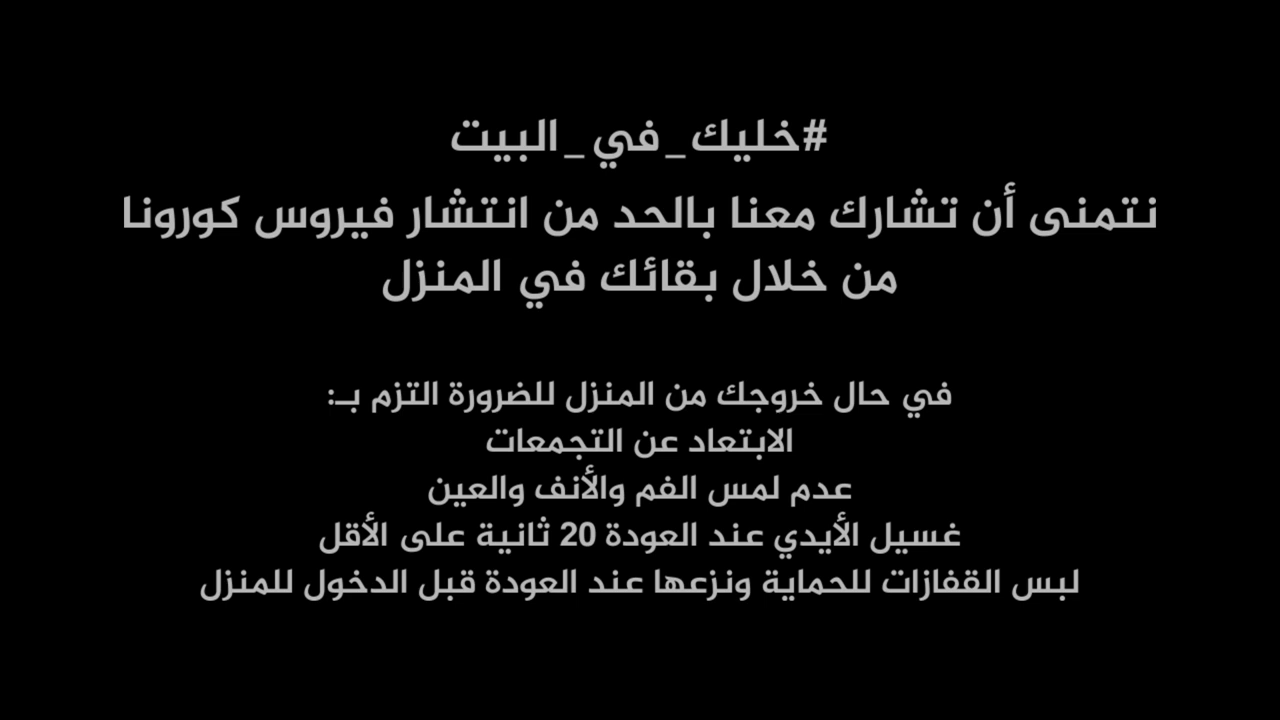 #خليك_في_البيت
نتمنى أن تشارك معنا بالحد من انتشار فيروس كورونا
من خلال بقائك في المنزل
في حال خروجك من المنزل للضرورة التزم بـ:
الابتعاد عن التجمعات
عدم لمس الفم والأنف والعين
غسيل الأيدي عند العودة 20 ثانية على الأقل
لبس القفازات للحماية ونزعها عند العودة قبل الدخول للمنزل